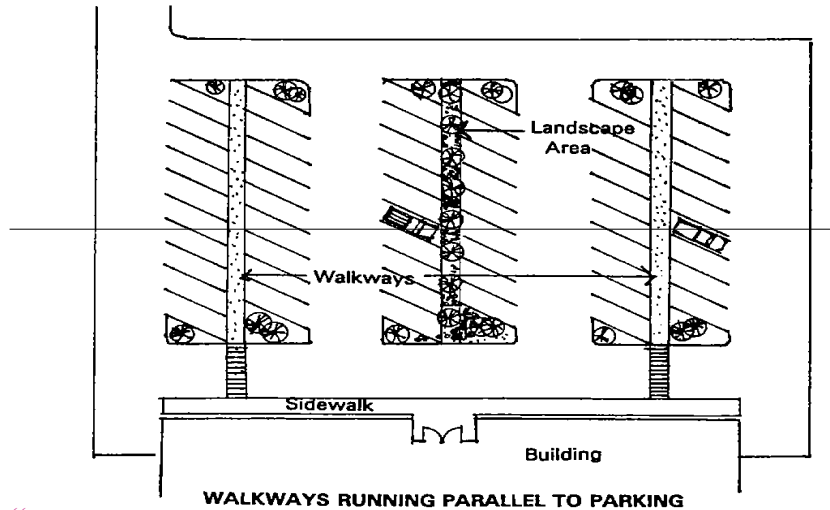 Landscape
Area
Walkways
Sidewalk
Building
WALKWAYS RUNNING PARALLEL TO PARKING